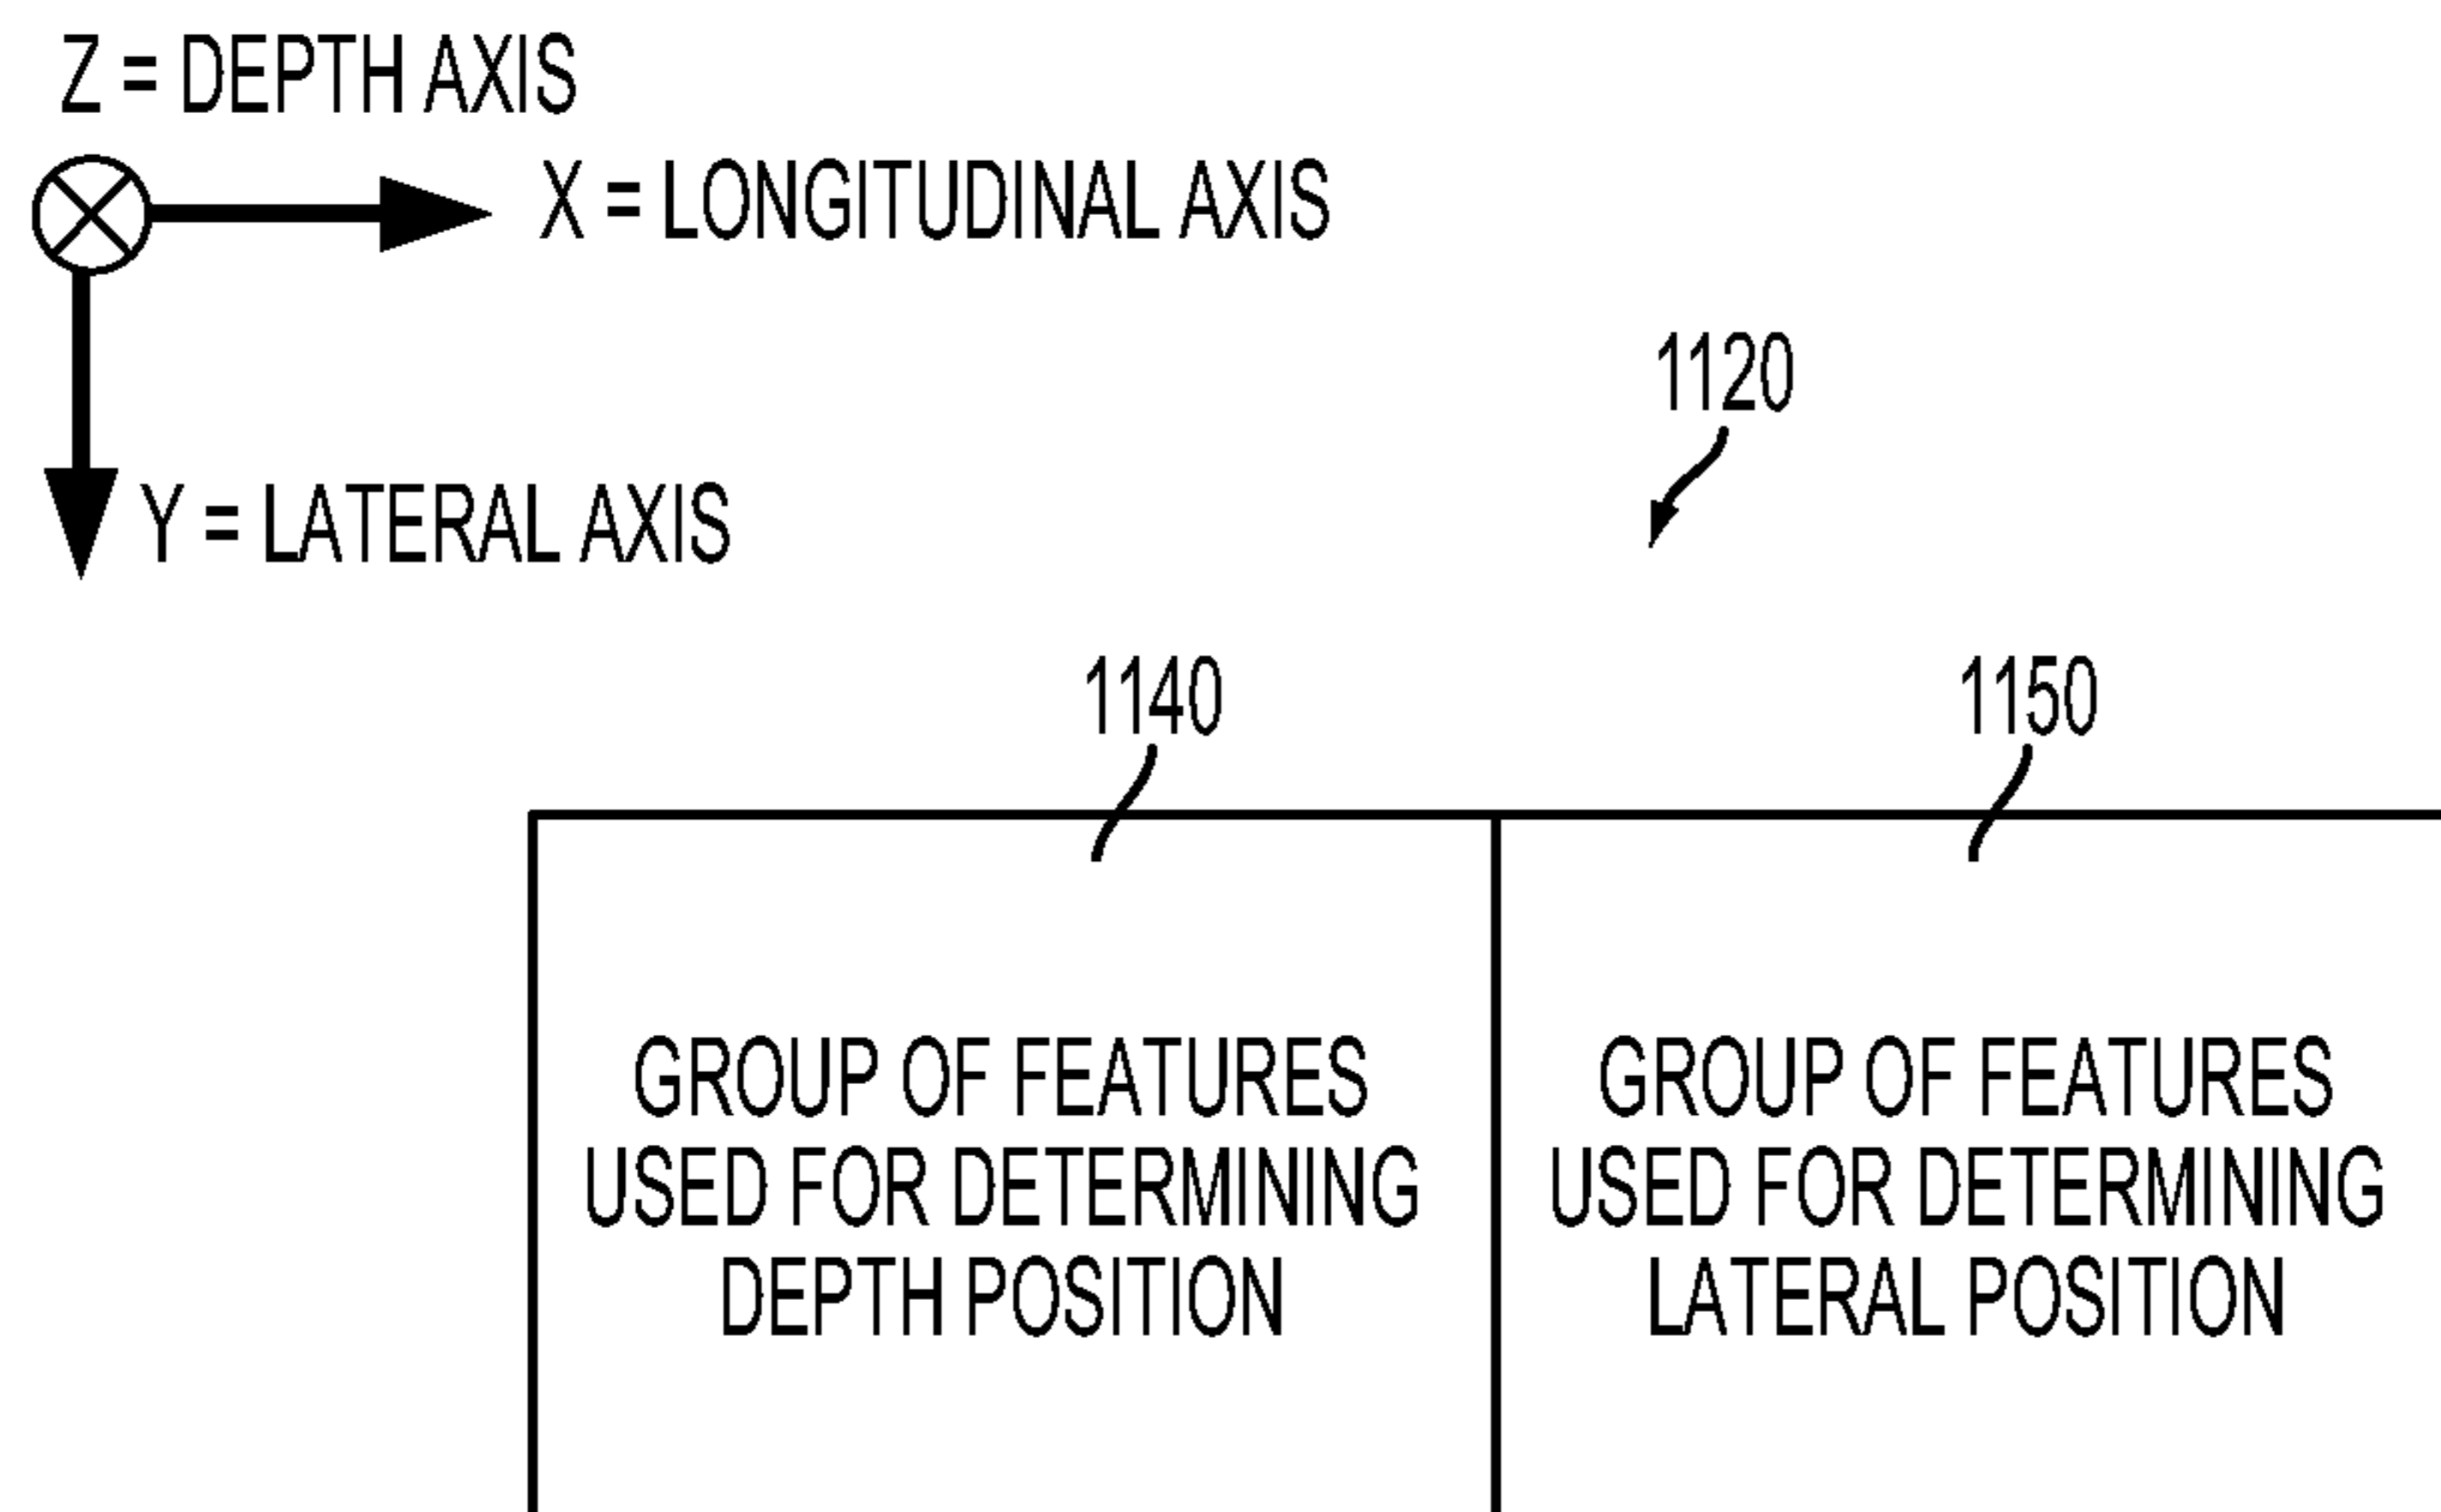 Z = DEPTH AXIS
X = LONGITUDINAL AXIS
1120
Y = LATERAL AXIS
1140
1150
GROUP OF FEATURES
USED FOR DETERMINING
DEPTH POSITION
GROUP OF FEATURES
USED FOR DETERMINING
LATERAL POSITION